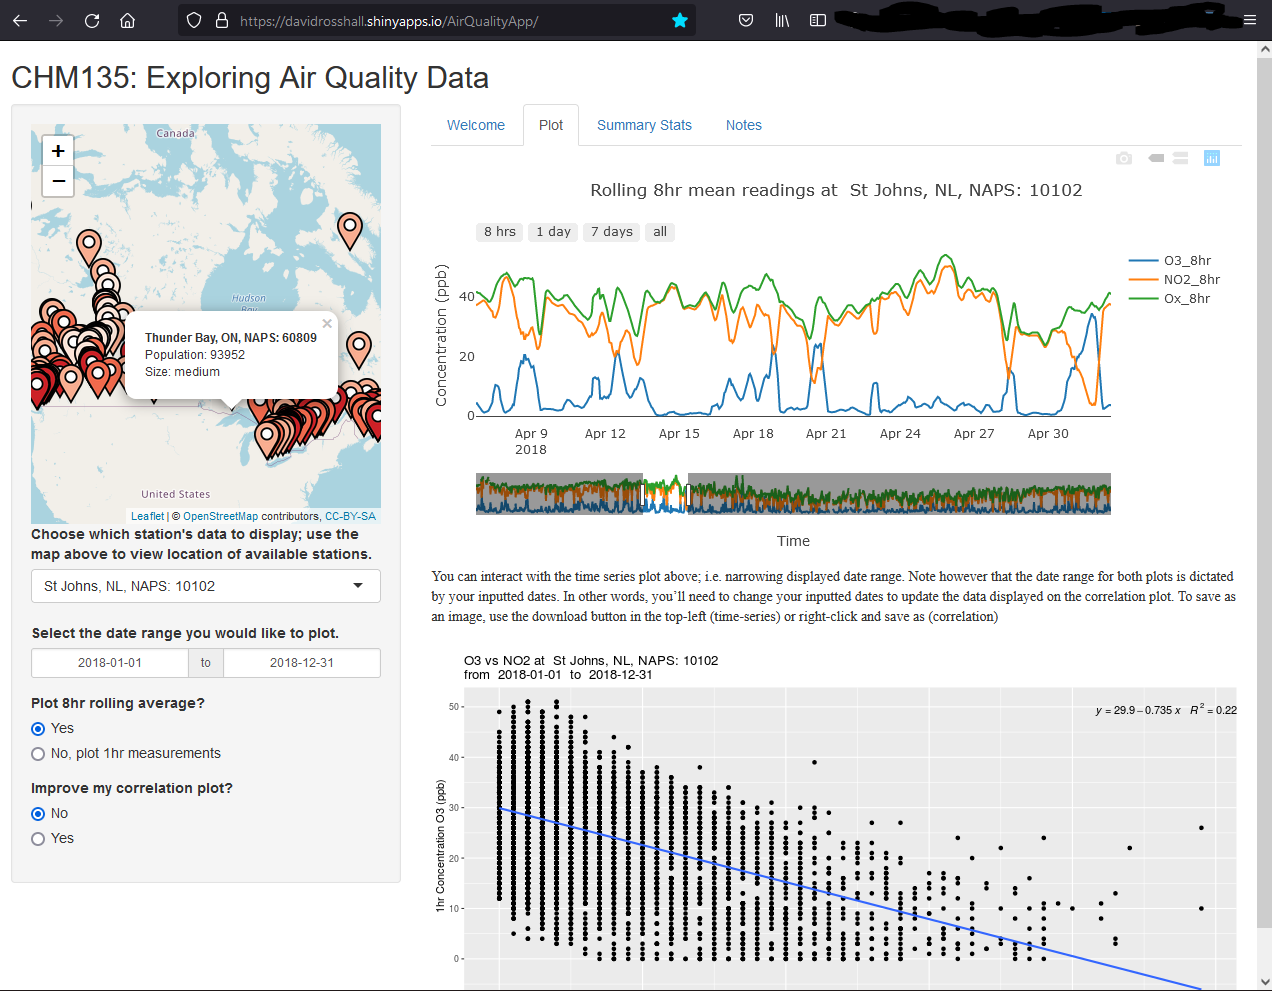 https://davidrosshall.shinyapps.io/AirQualityApp/
CHM135: Exploring Air Quality Data
Canada
+
−
Hudson
Bay
×
Thunder Bay, ON, NAPS: 60809
Population: 93952
Size: medium
United States
Leaflet | © OpenStreetMap contributors, CC-BY-SA
Choose which station's data to display; use the
map above to view location of available stations.
St Johns, NL, NAPS: 10102
Select the date range you would like to plot.
2018-01-01 to 2018-12-31
Plot 8hr rolling average?
Yes
No, plot 1hr measurements
Improve my correlation plot?
No
Yes
Welcome Plot Summary Stats Notes
Rolling 8hr mean readings at St Johns, NL, NAPS: 10102
8 hrs 1 day 7 days all
O3_8hr
NO2_8hr
Ox_8hr
Concentration (ppb)
40
20
0
Apr 9 Apr 12 Apr 15 Apr 18 Apr 21 Apr 24 Apr 27 Apr 30
2018
Time
You can interact with the time series plot above; i.e. narrowing displayed date range. Note however that the date range for both plots is dictated
by your inputted dates. In other words, you’ll need to change your inputted dates to update the data displayed on the correlation plot. To save as
an image, use the download button in the top-left (time-series) or right-click and save as (correlation)
O3 vs NO2 at St Johns, NL, NAPS: 10102
from 2018-01-01 to 2018-12-31
y = 29.9 − 0.735 x R² = 0.22
1hr Concentration O3 (ppb)
50
40
30
20
10
0